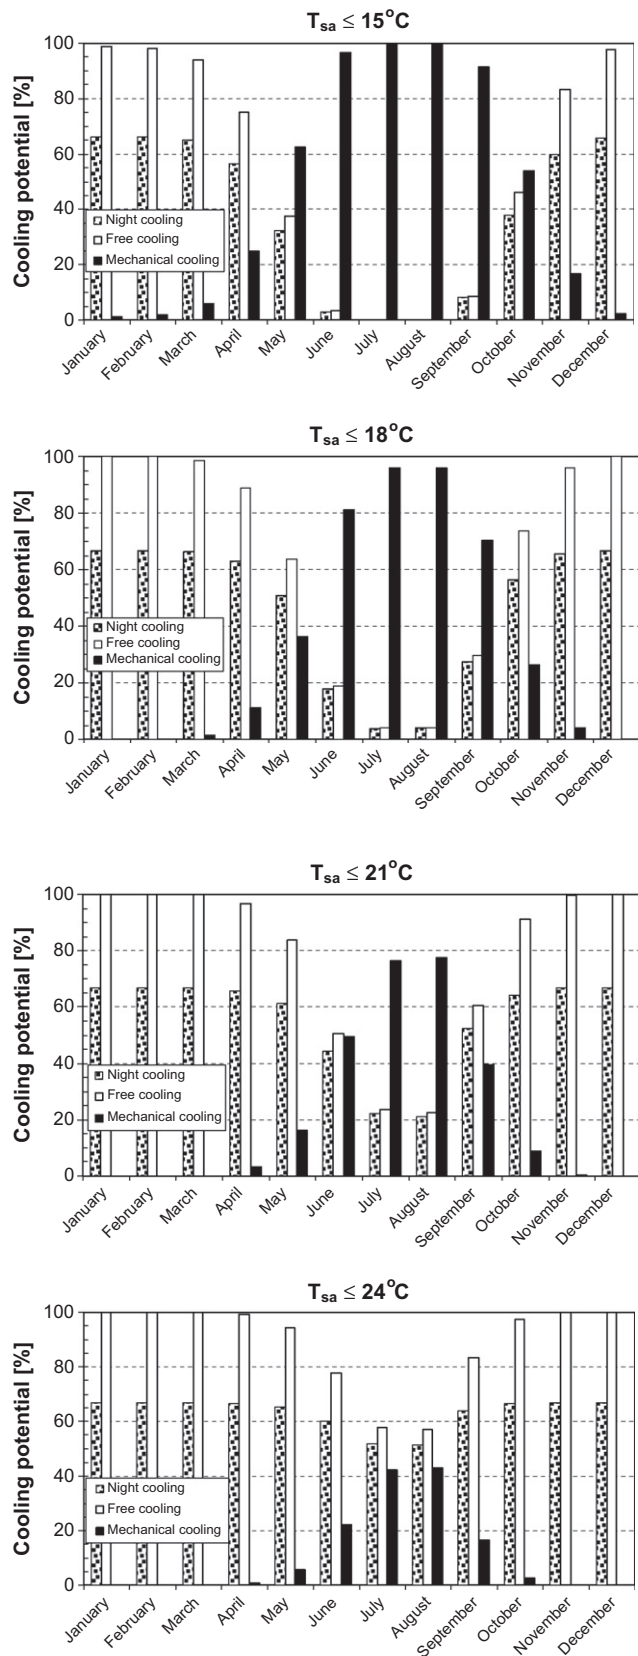 T_sa ≤ 15°C
Cooling potential [%]
100
80
60
40
20
0
Night cooling
Free cooling
Mechanical cooling
January
February
March
April
May
June
July
August
September
October
November
December
T_sa ≤ 18°C
Cooling potential [%]
100
80
60
40
20
0
Night cooling
Free cooling
Mechanical cooling
January
February
March
April
May
June
July
August
September
October
November
December
T_sa ≤ 21°C
Cooling potential [%]
100
80
60
40
20
0
Night cooling
Free cooling
Mechanical cooling
January
February
March
April
May
June
July
August
September
October
November
December
T_sa ≤ 24°C
Cooling potential [%]
100
80
60
40
20
0
Night cooling
Free cooling
Mechanical cooling
January
February
March
April
May
June
July
August
September
October
November
December